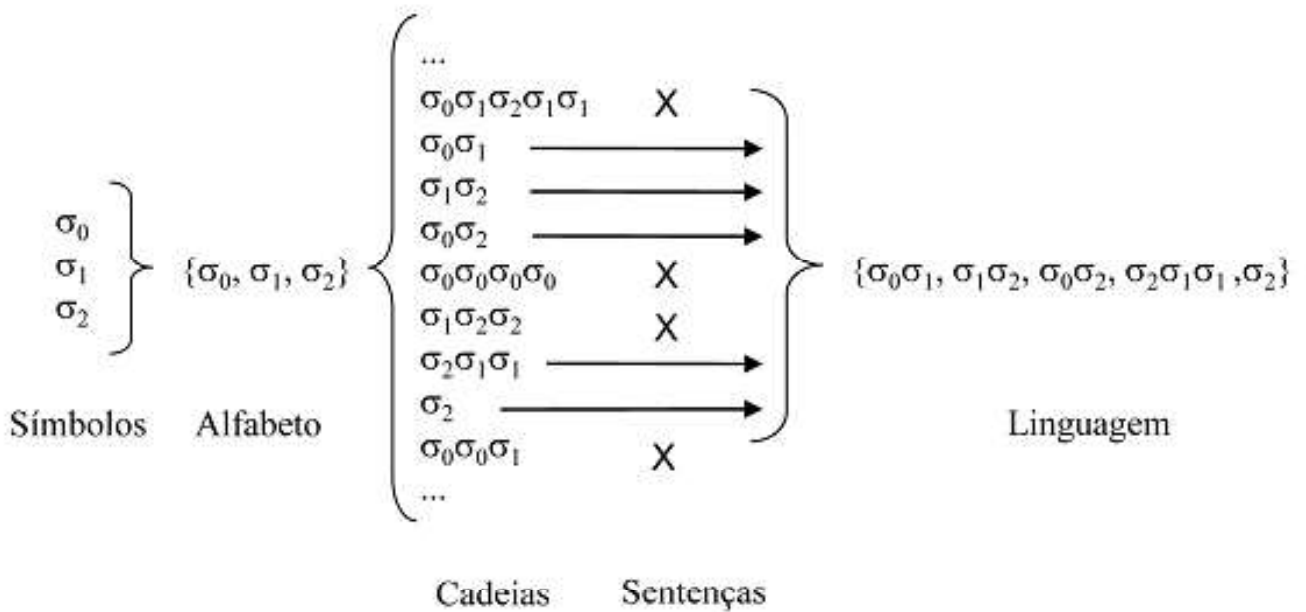 ...
σ₀σ₁σ₂σ₁σ₁ X
σ₀σ₁
σ₁σ₂
σ₀σ₂
σ₀σ₀σ₀σ₀ X
σ₁σ₂σ₂ X
σ₂σ₁σ₁
σ₂
σ₀σ₀σ₁ X
...
σ₀
σ₁
σ₂
{σ₀, σ₁, σ₂}
{σ₀σ₁, σ₁σ₂, σ₀σ₂, σ₂σ₁σ₁ ,σ₂}
Símbolos Alfabeto Linguagem
Cadeias Sentenças